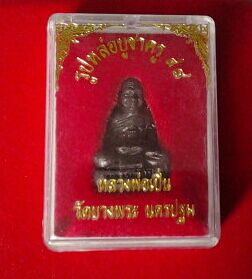 รูปหล่อบูชาครู ๔๘
หลวงพ่อเปิ่น
วัดบางพระ นครปฐม